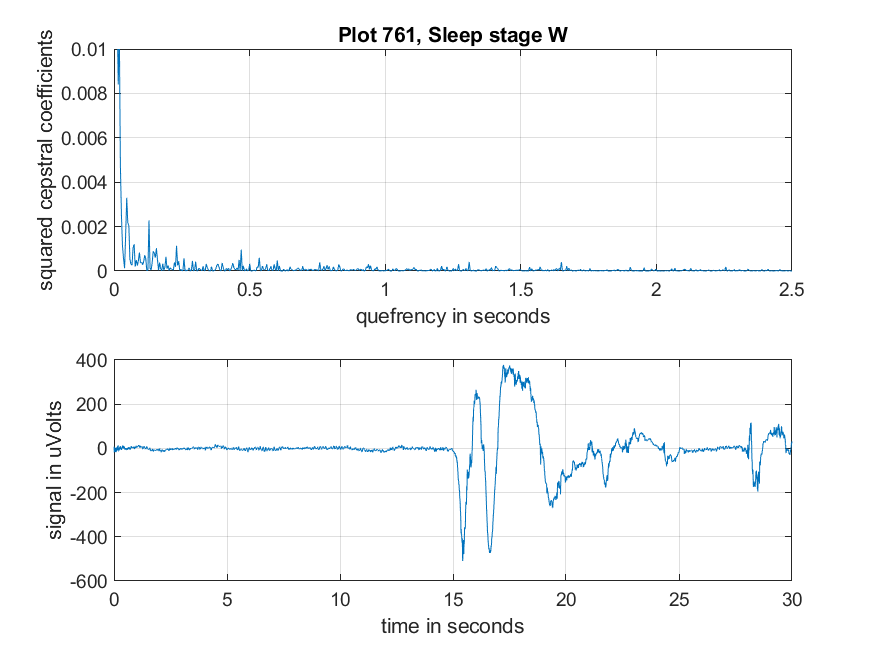 Plot 761, Sleep stage W
squared cepstral coefficients
0.01
0.008
0.006
0.004
0.002
0
0 0.5 1 1.5 2 2.5
quefrency in seconds
signal in uVolts
400
200
0
-200
-400
-600
0 5 10 15 20 25 30
time in seconds